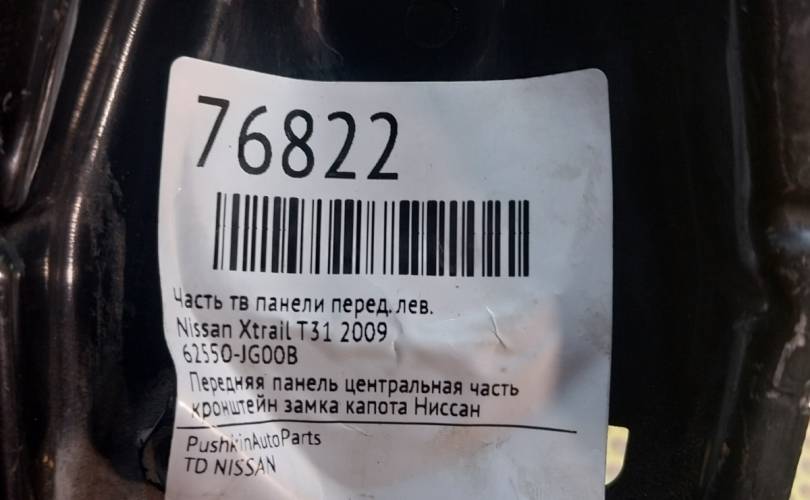 76822
Часть тв панели перед. лев.
Nissan Xtrail T31 2009
62550-JG00B
Передняя панель центральная часть
кронштейн замка капота Ниссан
PushkinAutoParts
TD NISSAN